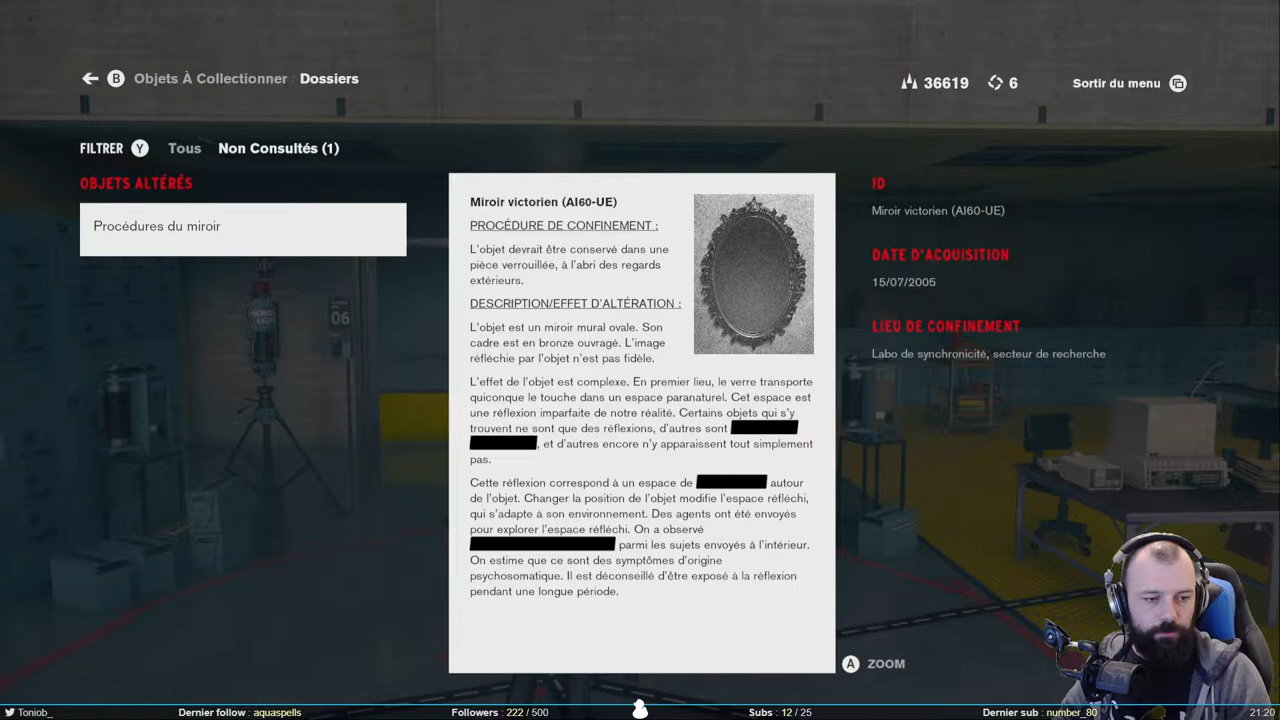 B Objets À Collectionner / Dossiers
36619 6 Sortir du menu
FILTRER Y Tous Non Consultés (1)
OBJETS ALTÉRÉS
Procédures du miroir
Miroir victorien (AI60-UE)
PROCÉDURE DE CONFINEMENT :
L'objet devrait être conservé dans une
pièce verrouillée, à l'abri des regards
extérieurs.
DESCRIPTION/EFFET D'ALTÉRATION :
L'objet est un miroir mural ovale. Son
cadre est en bronze ouvragé. L'image
réfléchie par l'objet n'est pas fidèle.
L'effet de l'objet est complexe. En premier lieu, le verre transporte
quiconque le touche dans un espace paranaturel. Cet espace est
une réflexion imparfaite de notre réalité. Certains objets qui s'y
trouvent ne sont que des réflexions, d'autres sont
, et d'autres encore n'y apparaissent tout simplement
pas.
Cette réflexion correspond à un espace de autour
de l'objet. Changer la position de l'objet modifie l'espace réfléchi,
qui s'adapte à son environnement. Des agents ont été envoyés
pour explorer l'espace réfléchi. On a observé
parmi les sujets envoyés à l'intérieur.
On estime que ce sont des symptômes d'origine
psychosomatique. Il est déconseillé d'être exposé à la réflexion
pendant une longue période.
ID
Miroir victorien (AI60-UE)
DATE D'ACQUISITION
15/07/2005
LIEU DE CONFINEMENT
Labo de synchronicité, secteur de recherche
A ZOOM
06
Toniob_ Dernier follow : aquaspells Followers : 222 / 500 Subs : 12 / 25 Dernier sub : number_80 21:20